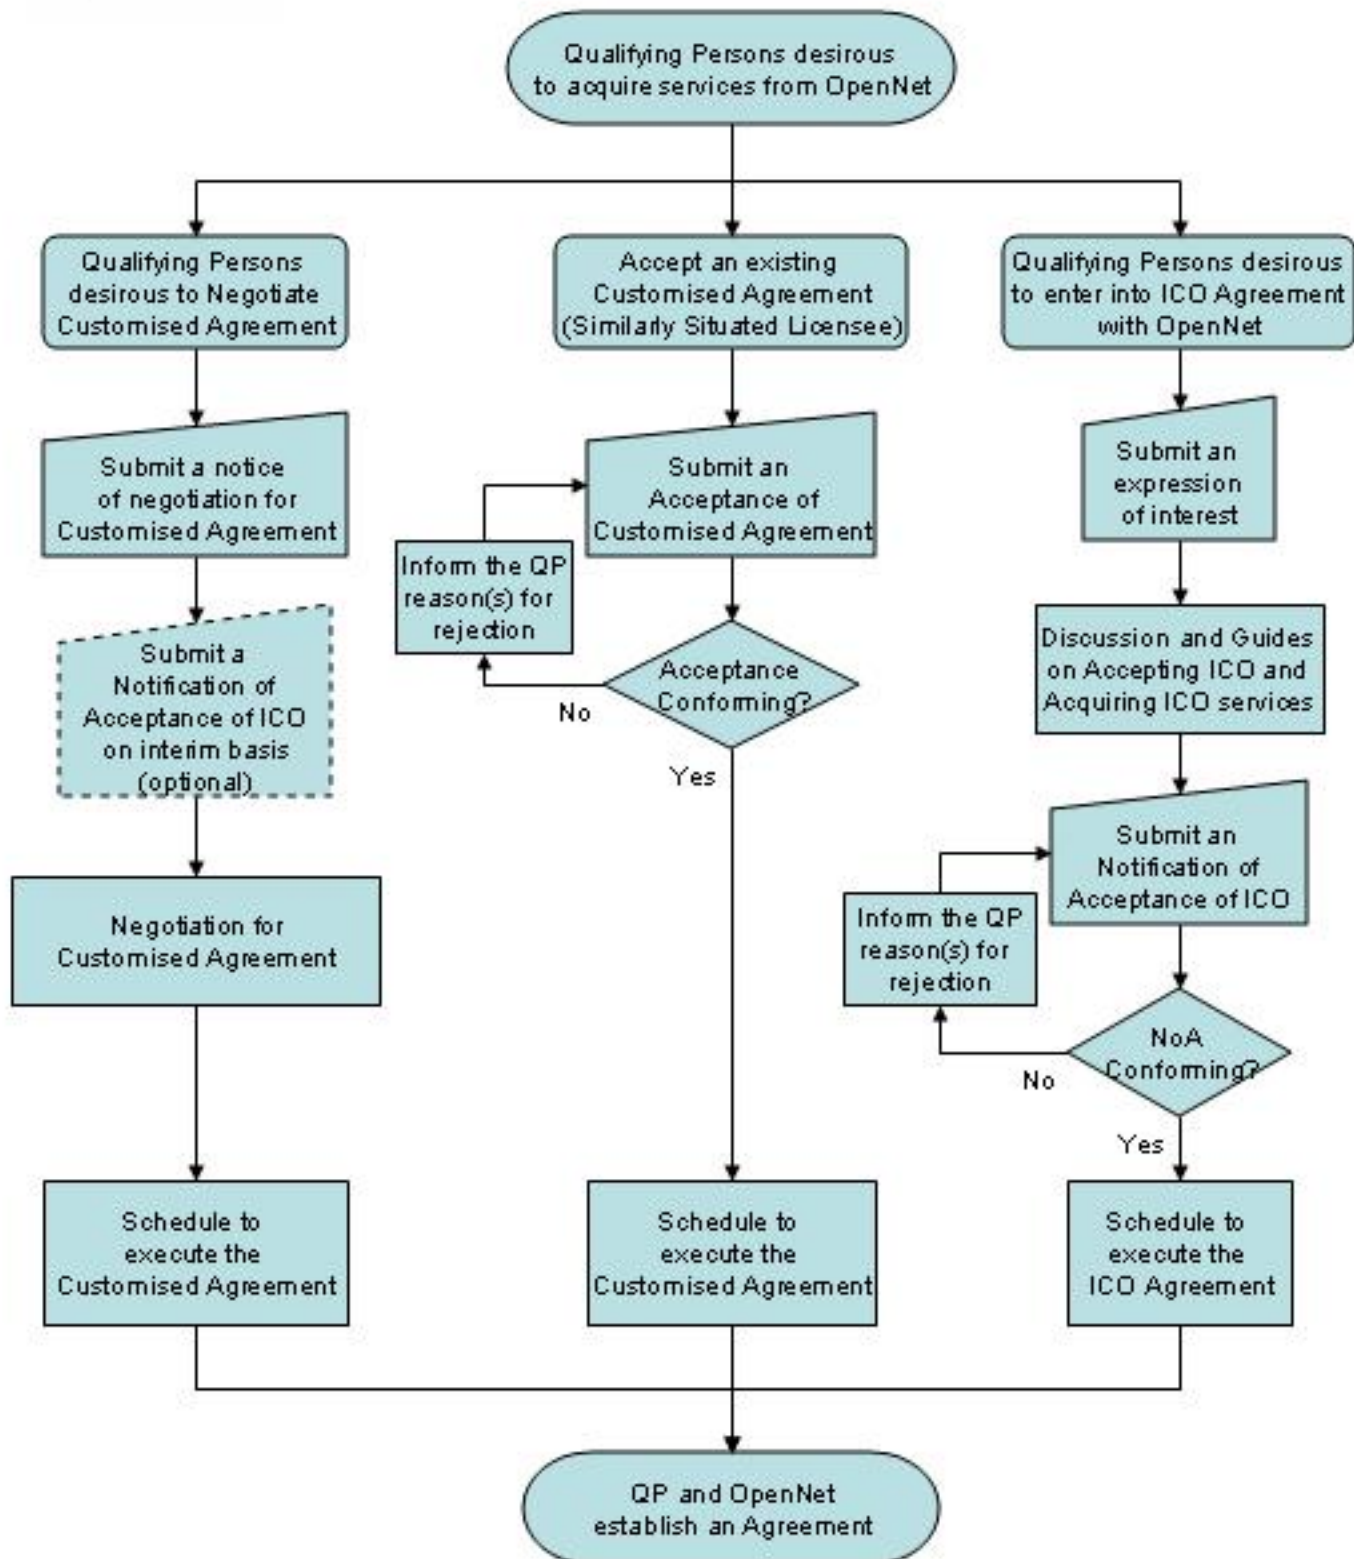 Qualifying Persons desirous
to acquire services from OpenNet
Qualifying Persons
desirous to Negotiate
Customised Agreement
Submit a notice
of negotiation for
Customised Agreement
Submit a
Notification of
Acceptance of ICO
on interim basis
(optional)
Negotiation for
Customised Agreement
Schedule to
execute the
Customised Agreement
Accept an existing
Customised Agreement
(Similarly Situated Licensee)
Submit an
Acceptance of
Customised Agreement
Inform the QP
reason(s) for
rejection
Acceptance
Conforming?
No
Yes
Schedule to
execute the
Customised Agreement
Qualifying Persons desirous
to enter into ICO Agreement
with OpenNet
Submit an
expression
of interest
Discussion and Guides
on Accepting ICO and
Acquiring ICO services
Submit an
Notification of
Acceptance of ICO
Inform the QP
reason(s) for
rejection
NoA
Conforming?
No
Yes
Schedule to
execute the
ICO Agreement
QP and OpenNet
establish an Agreement